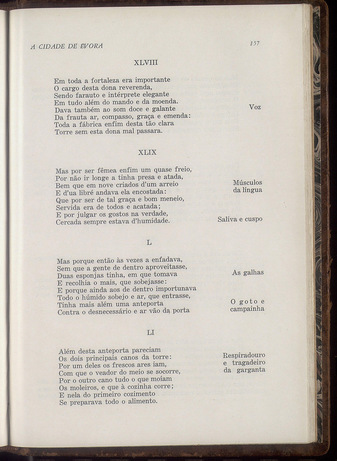 A CIDADE DE ÉVORA
157
XLVIII
Em toda a fortaleza era importante
O cargo desta dona reverenda,
Sendo farauto e intérprete elegante
Em tudo além do mando e da moenda.
Dava também ao som doce e galante
Da frauta ar, compasso, graça e emenda:
Toda a fábrica enfim desta tão clara
Torre sem esta dona mal passara.
Voz
XLIX
Mas por ser fêmea enfim um quase freio,
Por não ir longe a tinha presa e atada,
Bem que em nove criados d'um arreio
E d'ua libré andava ela encostada:
Que por ser de tal graça e bom meneio,
Servida era de todos e acatada;
E por julgar os gostos na verdade,
Cercada sempre estava d'humidade.
Músculos
da língua
Saliva e cuspo
L
Mas porque então às vezes a enfadava,
Sem que a gente de dentro aproveitasse,
Duas esponjas tinha, em que tomava
E recolhia o mais, que sobejasse:
E porque ainda aos de dentro importunava
Todo o húmido sobejo e ar, que entrasse,
Tinha mais além uma anteporta
Contra o desnecessário e ar vão da porta
As galhas
O goto e
campainha
LI
Além desta anteporta pareciam
Os dois principais canos da torre:
Por um deles os frescos ares iam,
Com que o veador do meio se socorre,
Por o outro cano tudo o que moíam
Os moleiros, e que à cozinha corre;
E nela do primeiro cozimento
Se preparava todo o alimento.
Respiradouro
e tragadeiro
da garganta